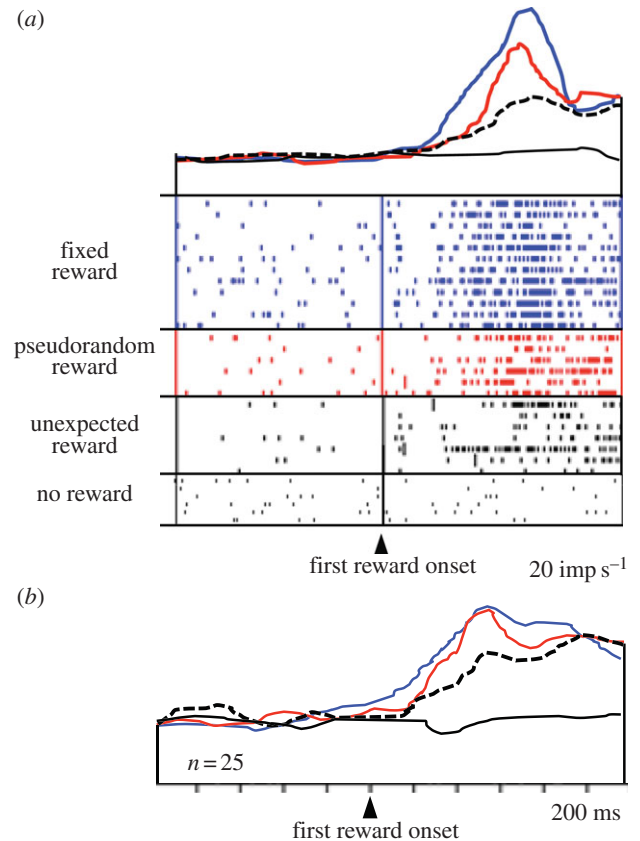 (a)
fixed
reward
pseudorandom
reward
unexpected
reward
no reward
first reward onset
20 imp s⁻¹
(b)
n = 25
200 ms
first reward onset